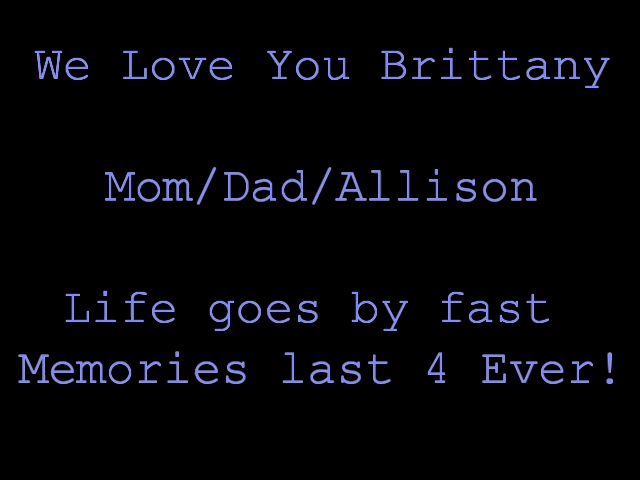 We Love You Brittany
Mom/Dad/Allison
Life goes by fast
Memories last 4 Ever!